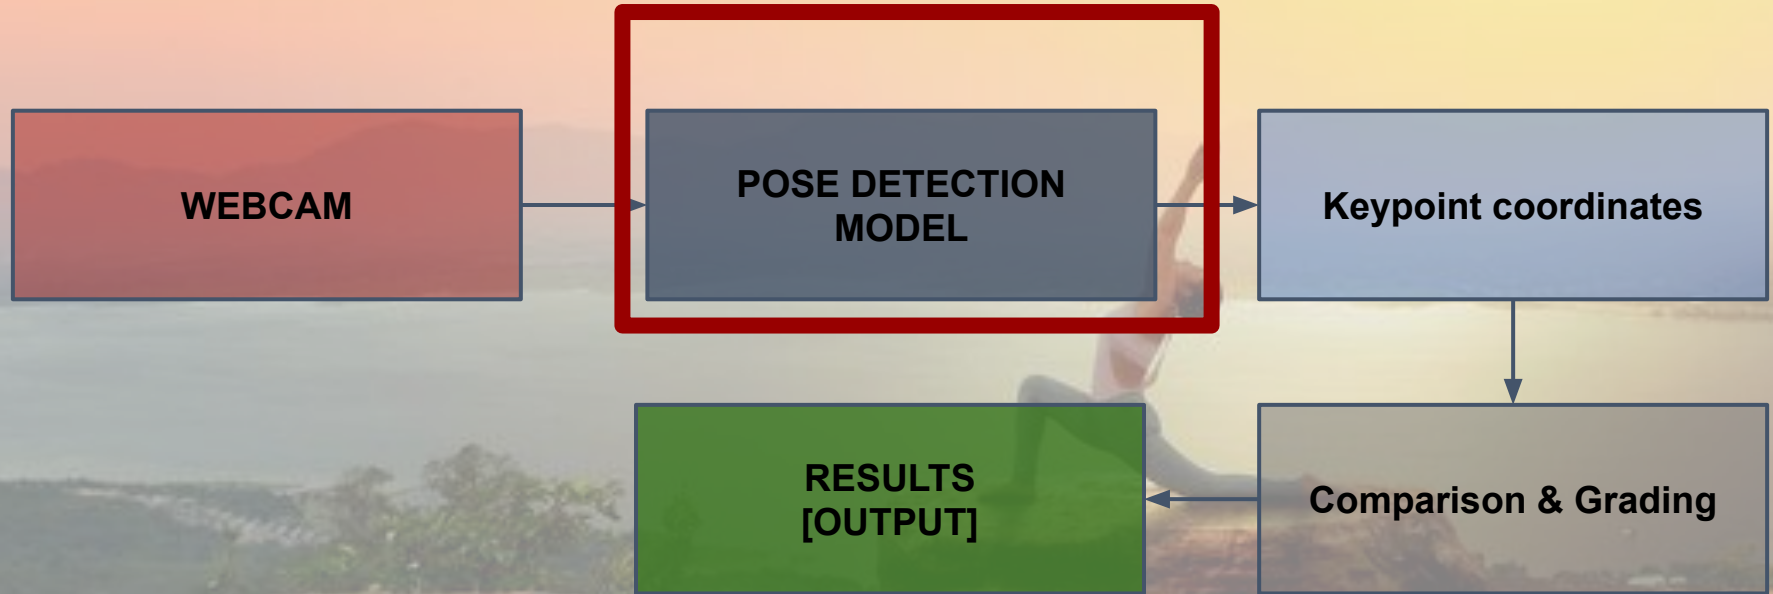 WEBCAM
POSE DETECTION
MODEL
Keypoint coordinates
RESULTS
[OUTPUT]
Comparison & Grading